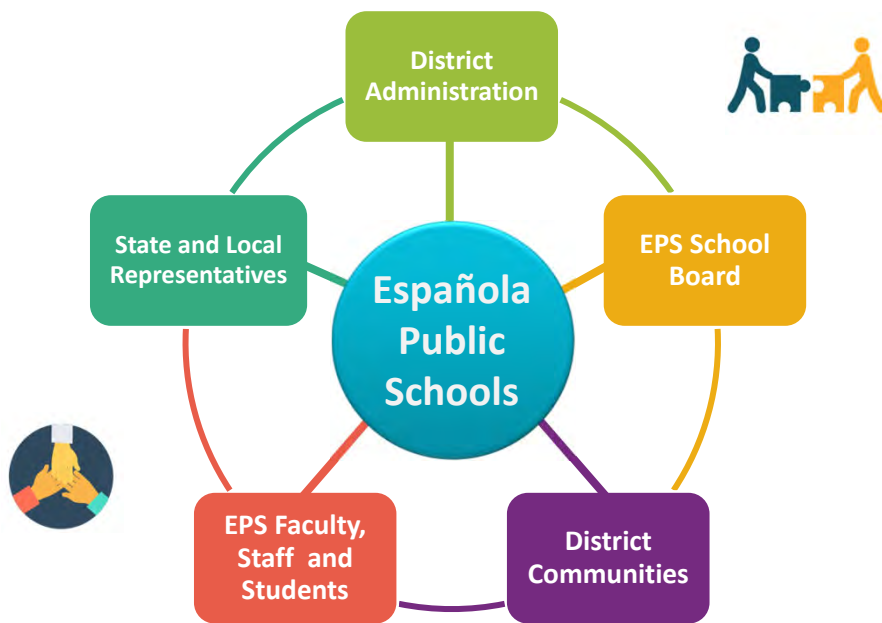 District
Administration
State and Local
Representatives
EPS School
Board
Española
Public
Schools
EPS Faculty,
Staff and
Students
District
Communities